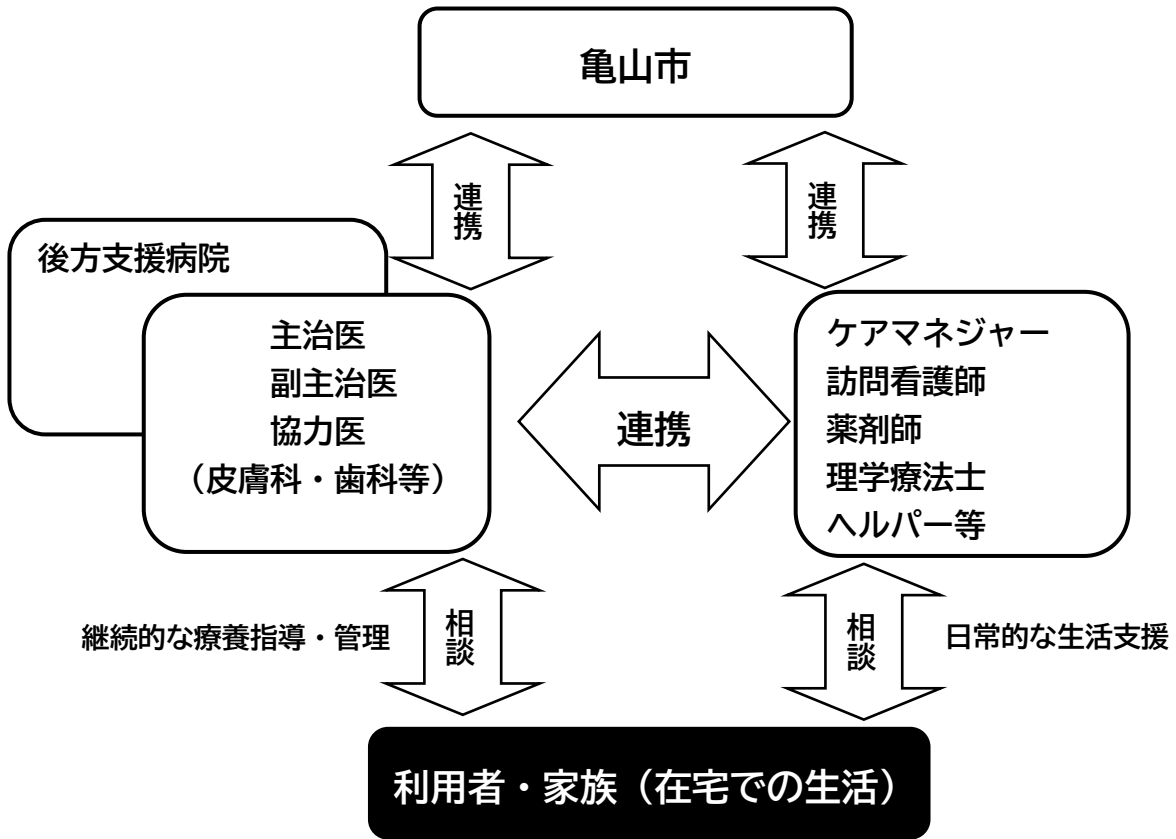 亀山市
連携
連携
後方支援病院
主治医
副主治医
協力医
（皮膚科・歯科等）
連携
ケアマネジャー
訪問看護師
薬剤師
理学療法士
ヘルパー等
継続的な療養指導・管理
相談
相談
日常的な生活支援
利用者・家族（在宅での生活）